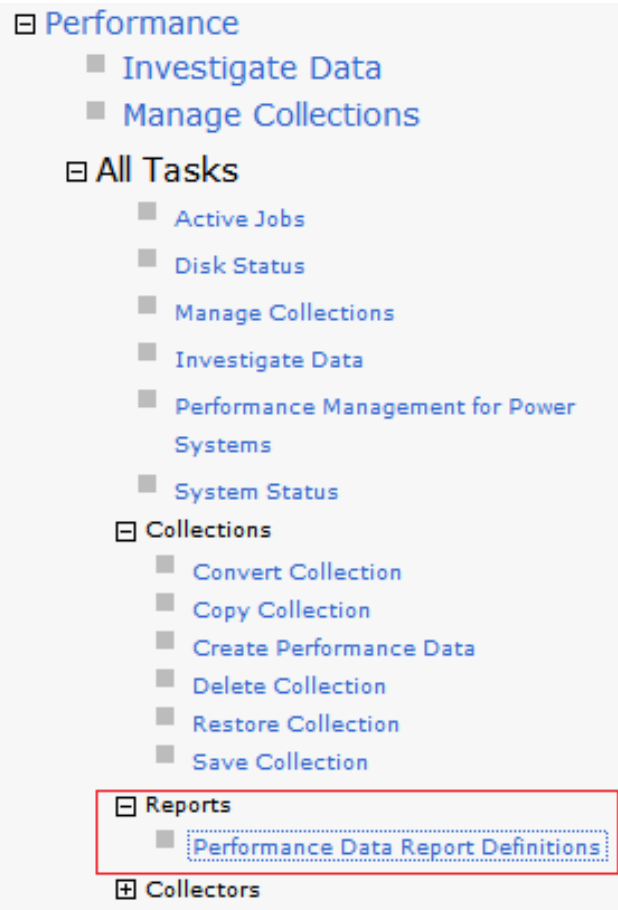 Performance
Investigate Data
Manage Collections
All Tasks
Active Jobs
Disk Status
Manage Collections
Investigate Data
Performance Management for Power
Systems
System Status
Collections
Convert Collection
Copy Collection
Create Performance Data
Delete Collection
Restore Collection
Save Collection
Reports
Performance Data Report Definitions
Collectors